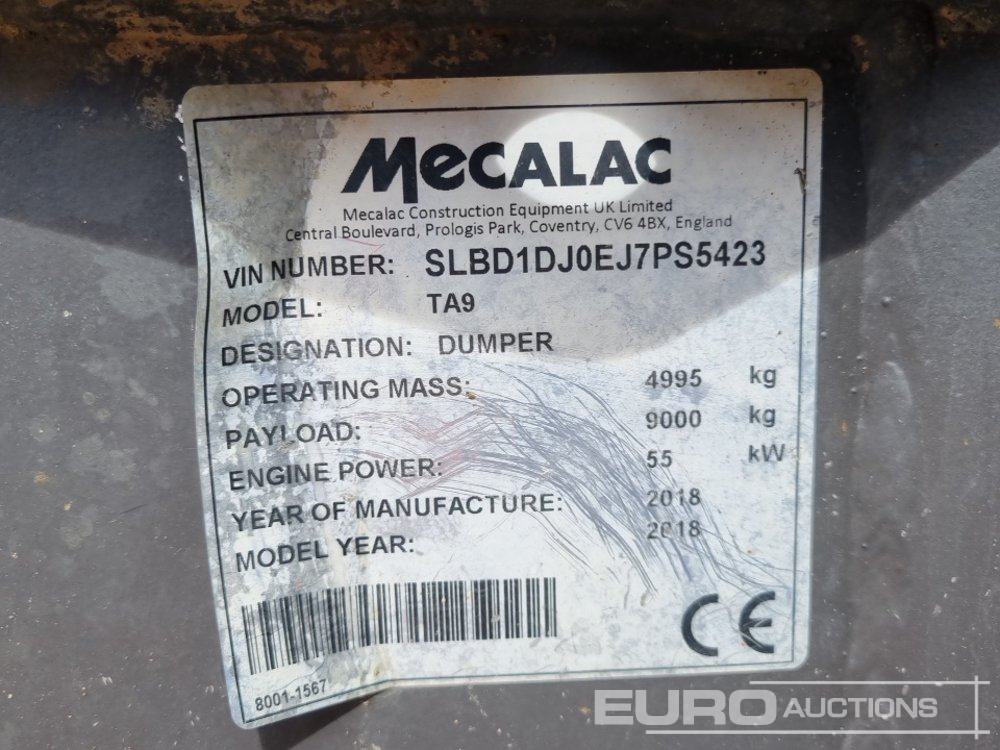 MECALAC
Mecalac Construction Equipment UK Limited
Central Boulevard, Prologis Park, Coventry, CV6 4BX, England
VIN NUMBER: SLBD1DJ0EJ7PS5423
MODEL: TA9
DESIGNATION: DUMPER
OPERATING MASS: 4995 kg
PAYLOAD: 9000 kg
ENGINE POWER: 55 kW
YEAR OF MANUFACTURE: 2018
MODEL YEAR: 2018
8001-1567
CE
EURO AUCTIONS